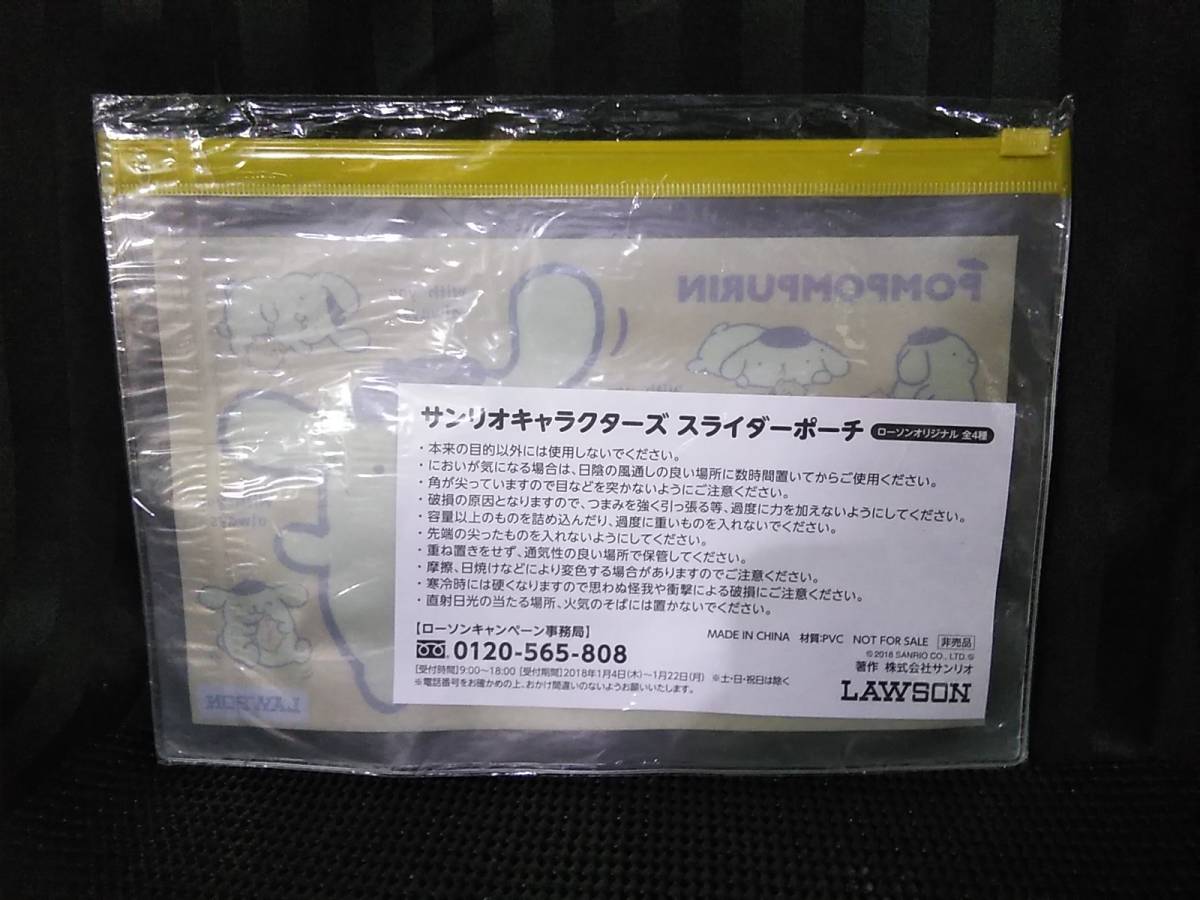 POMPOMPURIN
with you
サンリオキャラクターズ スライダーポーチ ローソンオリジナル 全4種
・本来の目的以外には使用しないでください。
・においが気になる場合は、日陰の風通しの良い場所に数時間置いてからご使用ください。
・角が尖っていますので目などを突かないようにご注意ください。
・破損の原因となりますので、つまみを強く引っ張る等、過度に力を加えないようにしてください。
・容量以上のものを詰め込んだり、過度に重いものを入れないでください。
・先端の尖ったものを入れないようにしてください。
・重ね置きをせず、通気性の良い場所で保管してください。
・摩擦、日焼けなどにより変色する場合がありますのでご注意ください。
・寒冷時には硬くなりますので思わぬ怪我や衝撃による破損にご注意ください。
・直射日光の当たる場所、火気のそばには置かないでください。
【ローソンキャンペーン事務局】
0120-565-808
[受付時間]9:00~18:00 [受付期間]2018年1月4日(木)~1月22日(月) ※土・日・祝日は除く
※電話番号をお確かめの上、おかけ間違いのないようお願いいたします。
MADE IN CHINA 材質:PVC NOT FOR SALE 非売品
©2018 SANRIO CO., LTD.
著作 株式会社サンリオ
LAWSON
always
LAWSON